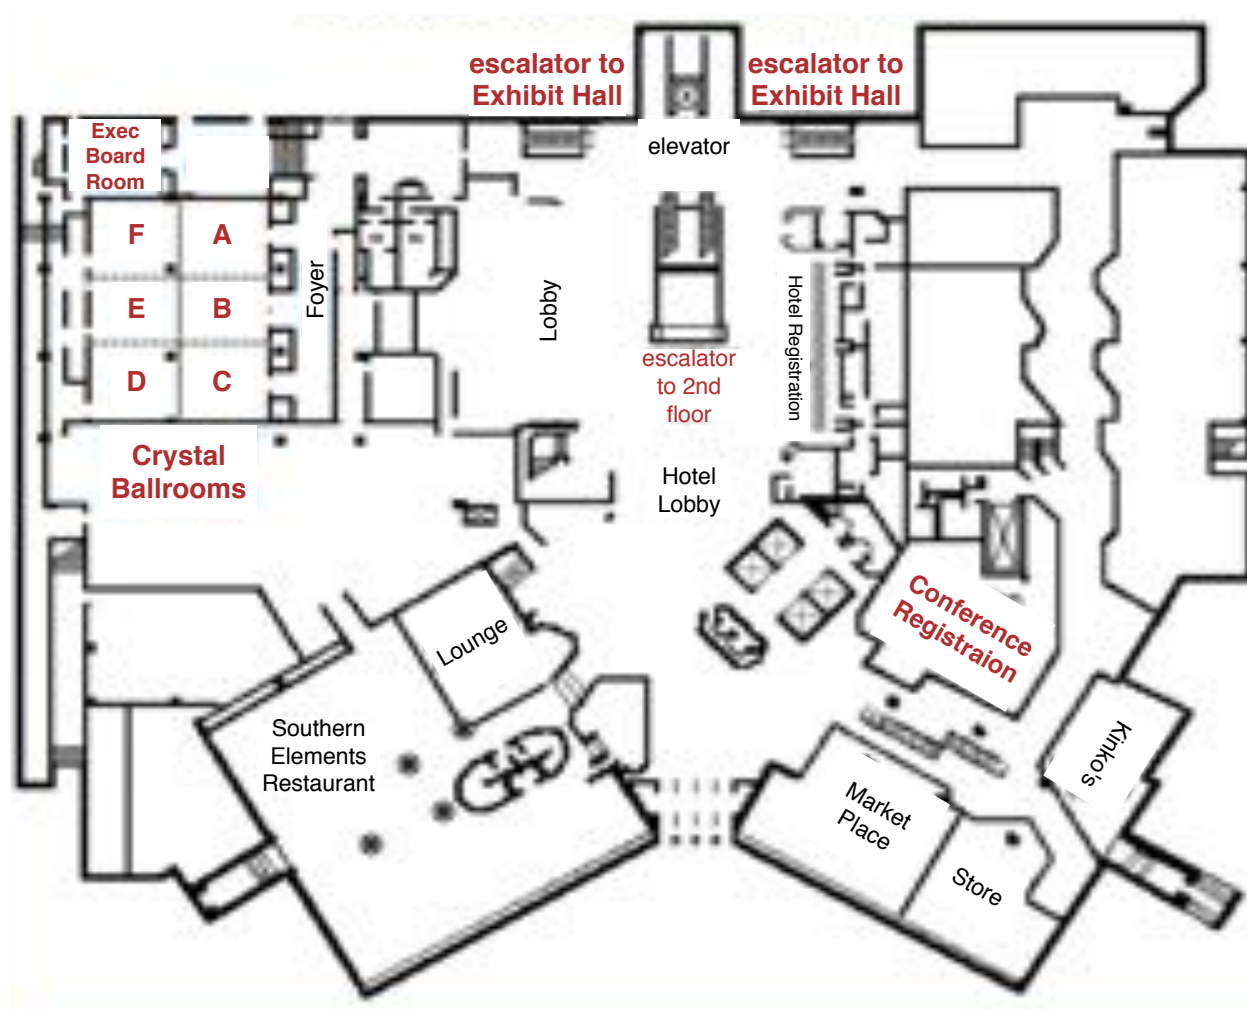 escalator to
Exhibit Hall
escalator to
Exhibit Hall
elevator
Exec
Board
Room
F
A
E
B
D
C
Foyer
Lobby
Hotel Registration
escalator
to 2nd
floor
Crystal
Ballrooms
Hotel
Lobby
Conference
Registraion
Lounge
Southern
Elements
Restaurant
Kinko's
Market
Place
Store